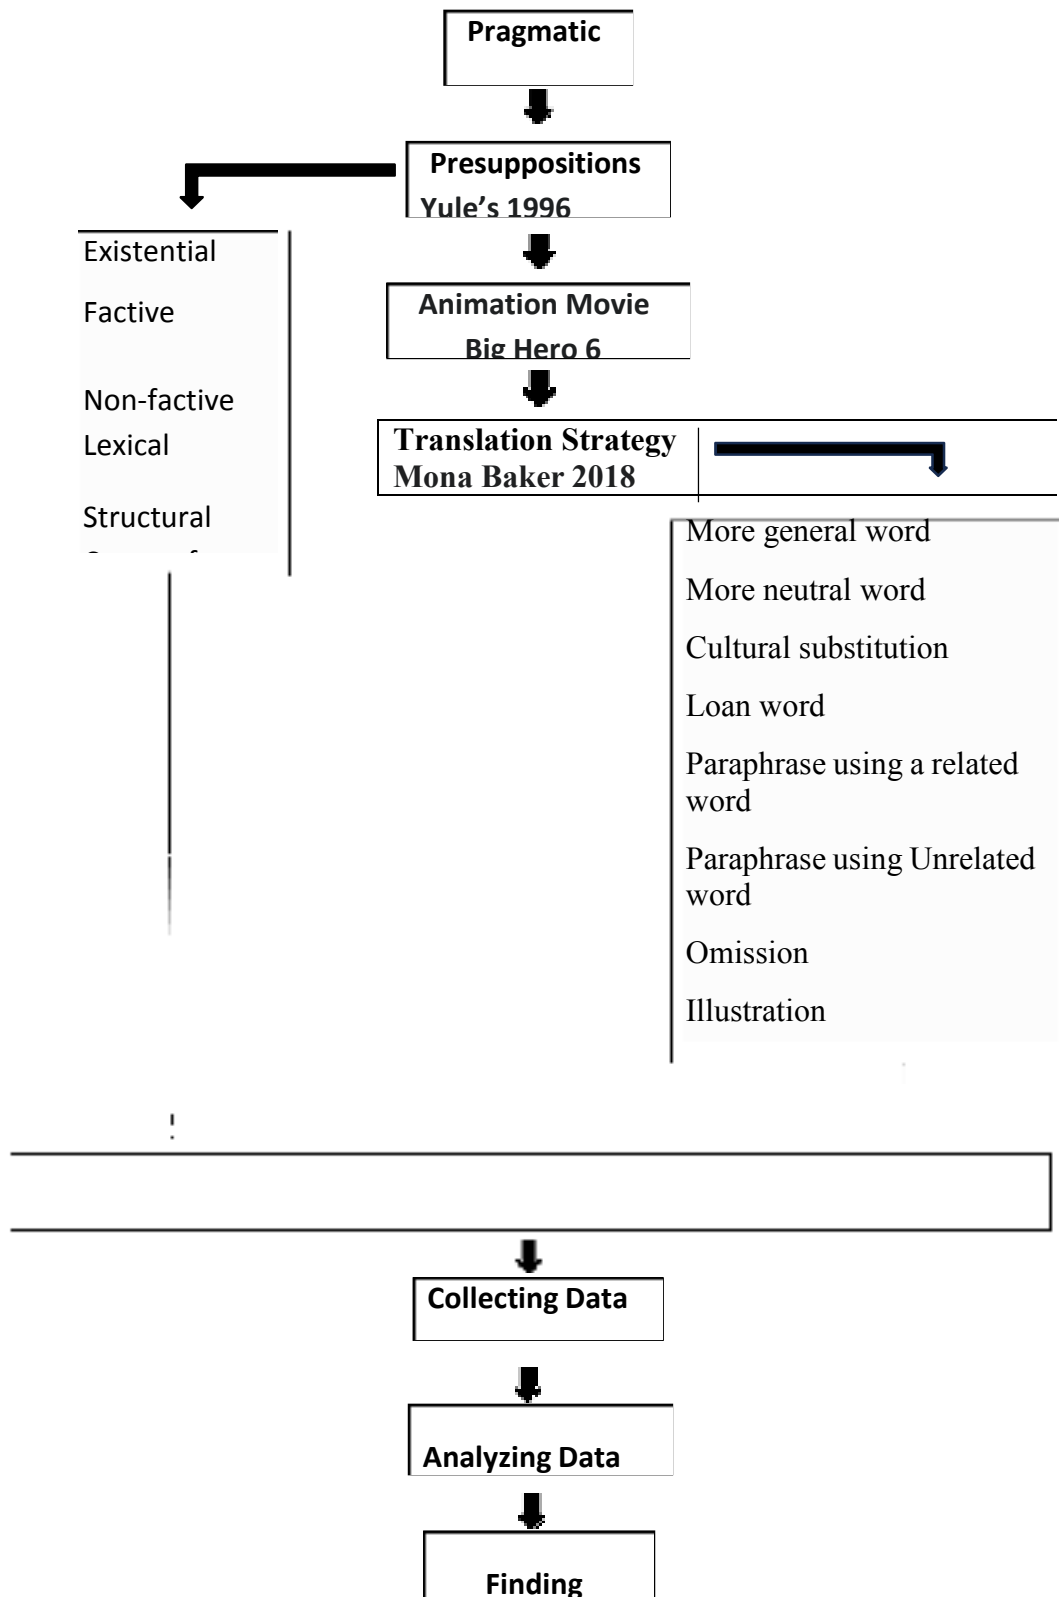 Pragmatic
Presuppositions
Yule's 1996
Existential
Factive
Non-factive
Lexical
Structural
Animation Movie
Big Hero 6
Translation Strategy
Mona Baker 2018
More general word
More neutral word
Cultural substitution
Loan word
Paraphrase using a related
word
Paraphrase using Unrelated
word
Omission
Illustration
Collecting Data
Analyzing Data
Finding